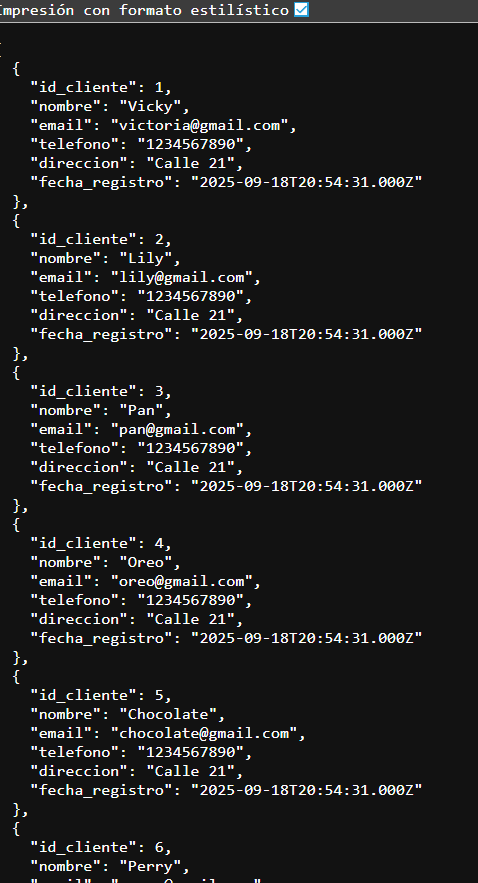 Impresión con formato estilístico
[
{
"id_cliente": 1,
"nombre": "Vicky",
"email": "victoria@gmail.com",
"telefono": "1234567890",
"direccion": "Calle 21",
"fecha_registro": "2025-09-18T20:54:31.000Z"
},
{
"id_cliente": 2,
"nombre": "Lily",
"email": "lily@gmail.com",
"telefono": "1234567890",
"direccion": "Calle 21",
"fecha_registro": "2025-09-18T20:54:31.000Z"
},
{
"id_cliente": 3,
"nombre": "Pan",
"email": "pan@gmail.com",
"telefono": "1234567890",
"direccion": "Calle 21",
"fecha_registro": "2025-09-18T20:54:31.000Z"
},
{
"id_cliente": 4,
"nombre": "Oreo",
"email": "oreo@gmail.com",
"telefono": "1234567890",
"direccion": "Calle 21",
"fecha_registro": "2025-09-18T20:54:31.000Z"
},
{
"id_cliente": 5,
"nombre": "Chocolate",
"email": "chocolate@gmail.com",
"telefono": "1234567890",
"direccion": "Calle 21",
"fecha_registro": "2025-09-18T20:54:31.000Z"
},
{
"id_cliente": 6,
"nombre": "Perry",